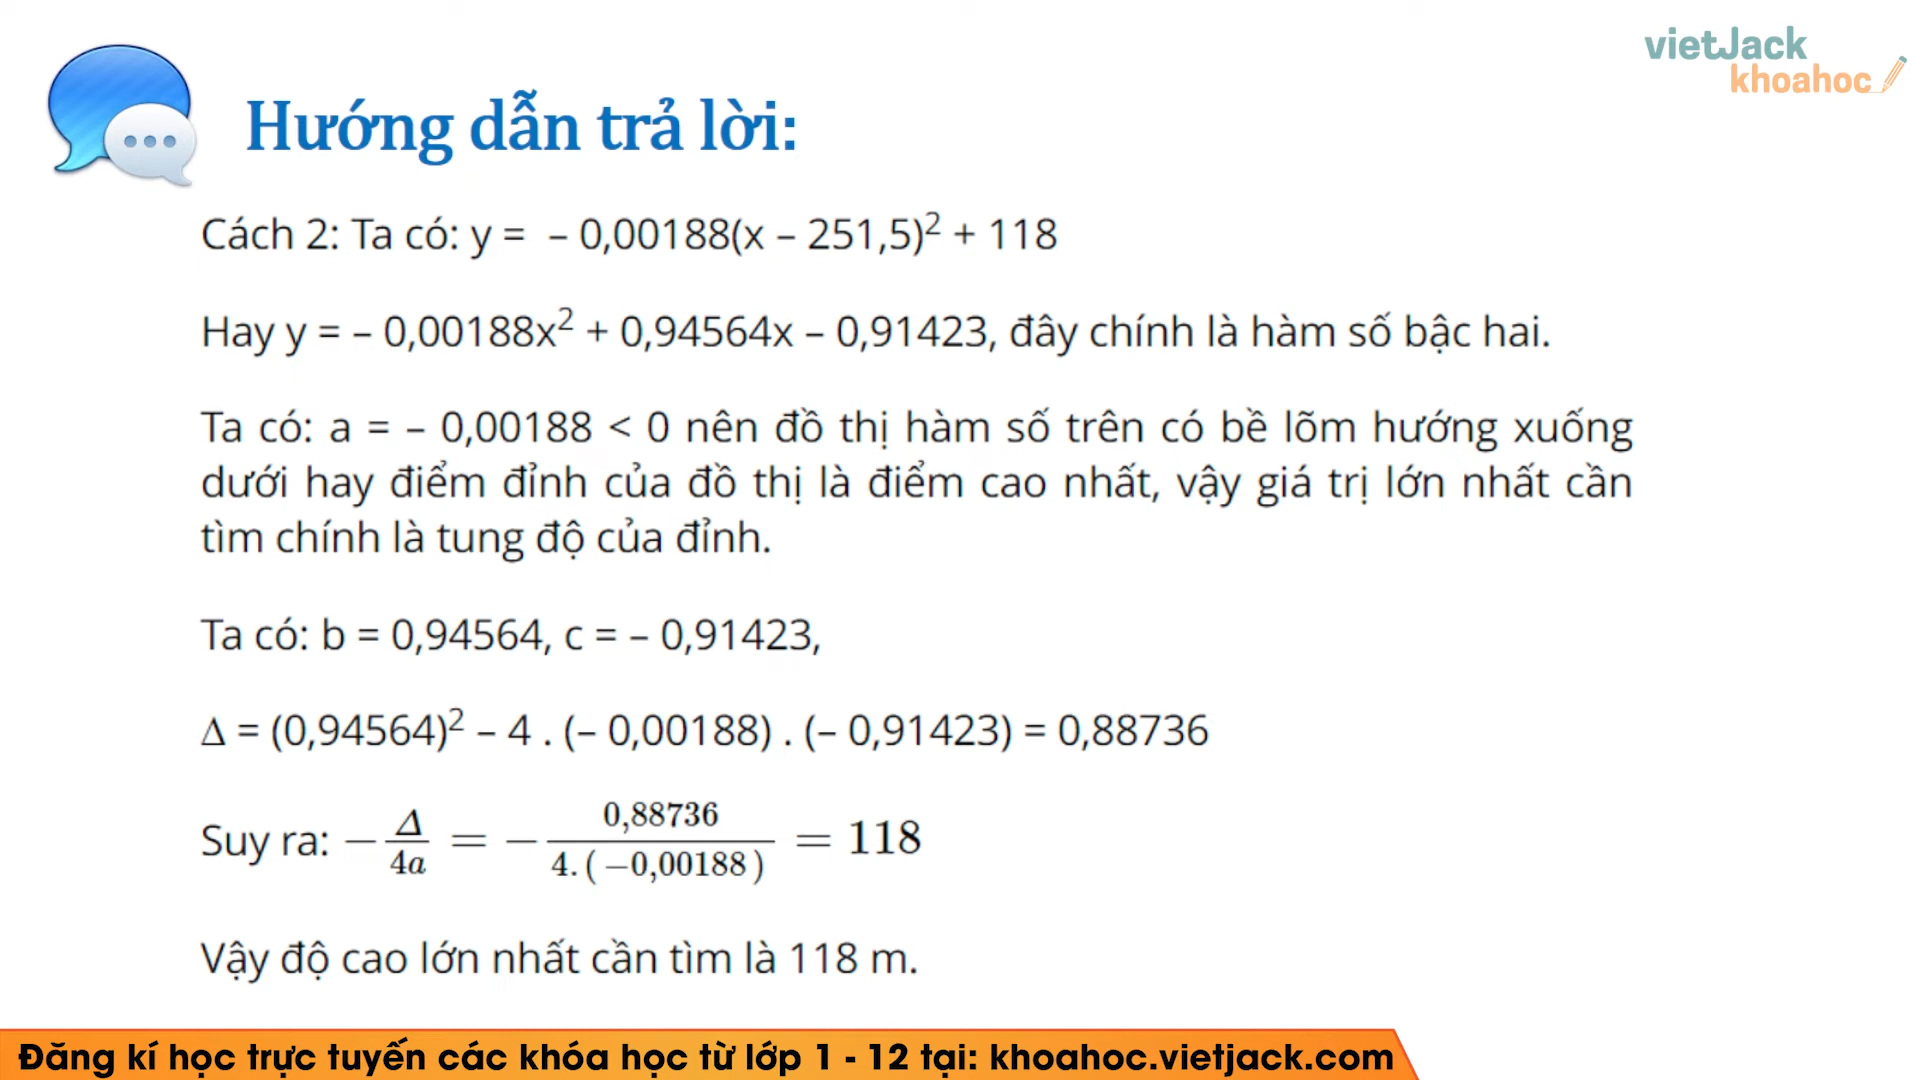 vietJack
khoahoc
Hướng dẫn trả lời:
Cách 2: Ta có: y = – 0,00188(x – 251,5)² + 118
Hay y = – 0,00188x² + 0,94564x – 0,91423, đây chính là hàm số bậc hai.
Ta có: a = – 0,00188 < 0 nên đồ thị hàm số trên có bề lõm hướng xuống
dưới hay điểm đỉnh của đồ thị là điểm cao nhất, vậy giá trị lớn nhất cần
tìm chính là tung độ của đỉnh.
Ta có: b = 0,94564, c = – 0,91423,
Δ = (0,94564)² – 4 . (– 0,00188) . (– 0,91423) = 0,88736
Suy ra: −Δ/4a = −0,88736/4.(−0,00188) = 118
Vậy độ cao lớn nhất cần tìm là 118 m.
Đăng kí học trực tuyến các khóa học từ lớp 1 - 12 tại: khoahoc.vietjack.com